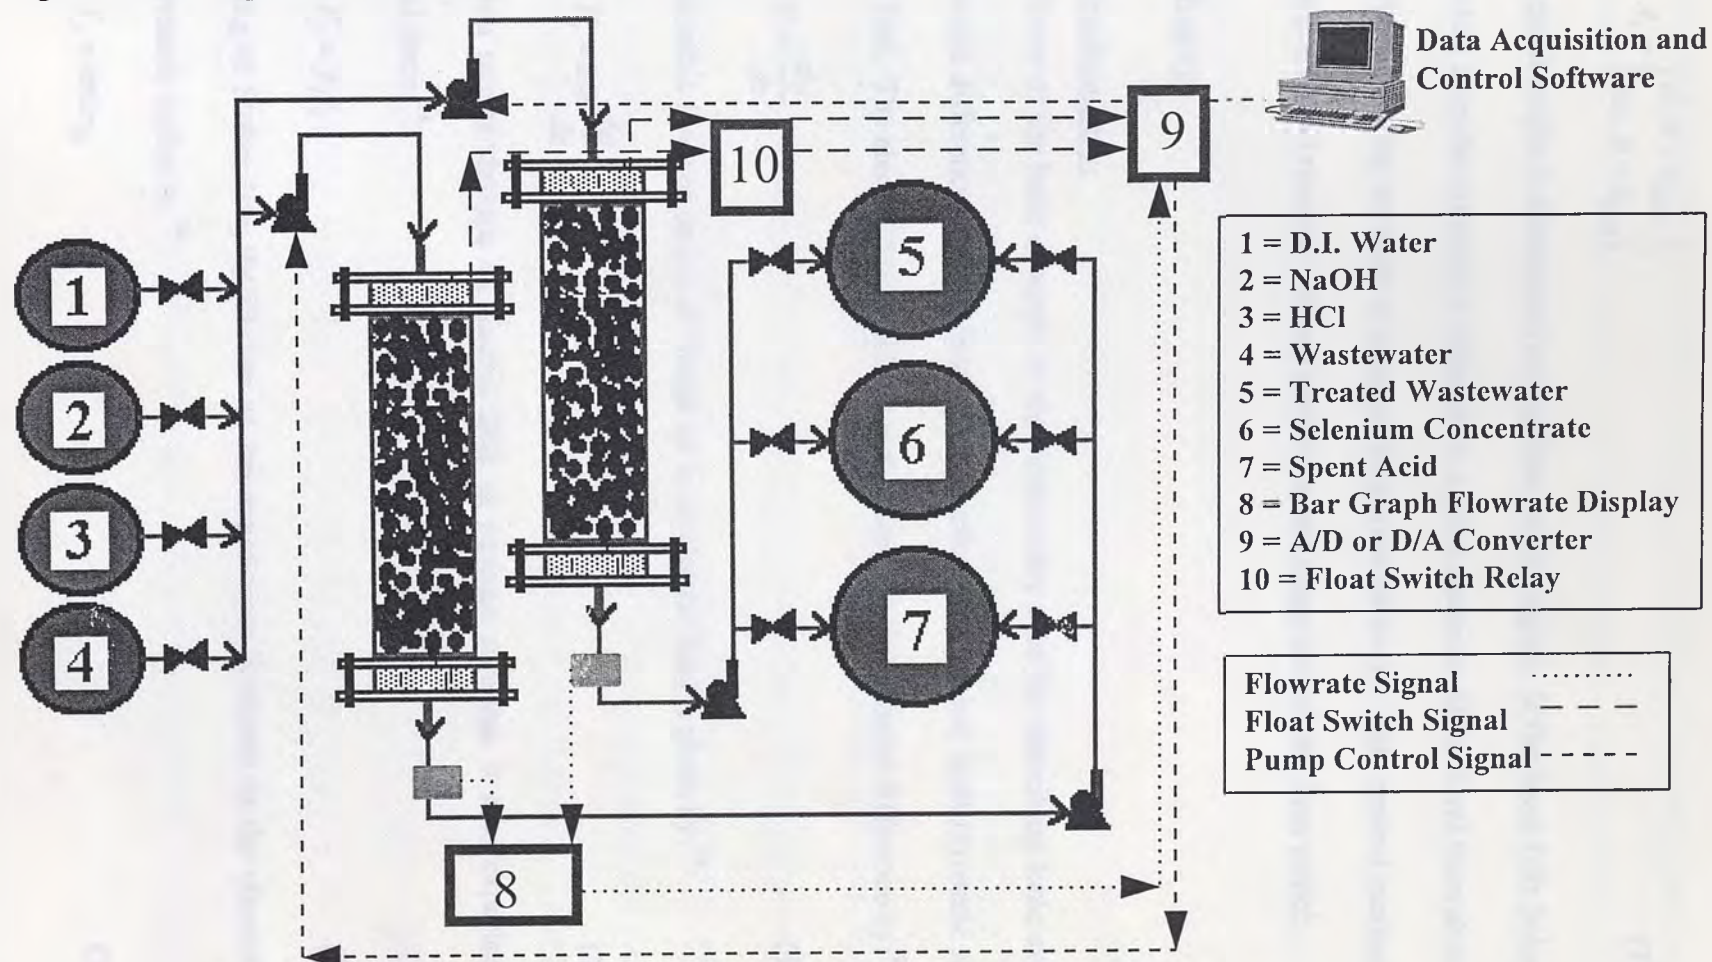 Data Acquisition and
Control Software
9
10
1
2
3
4
5
6
7
8
1 = D.I. Water
2 = NaOH
3 = HCl
4 = Wastewater
5 = Treated Wastewater
6 = Selenium Concentrate
7 = Spent Acid
8 = Bar Graph Flowrate Display
9 = A/D or D/A Converter
10 = Float Switch Relay
Flowrate Signal
Float Switch Signal
Pump Control Signal